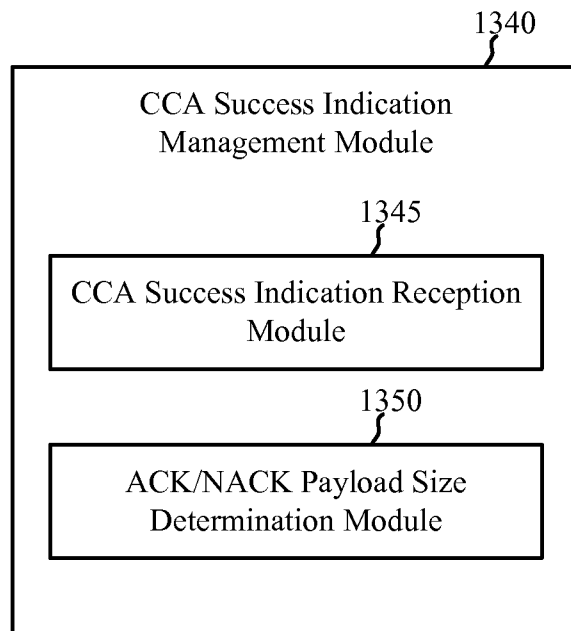 1340
CCA Success Indication
Management Module
1345
CCA Success Indication Reception
Module
1350
ACK/NACK Payload Size
Determination Module